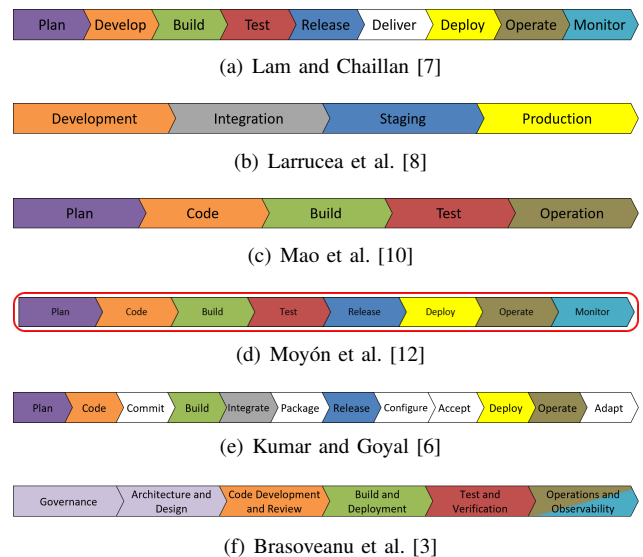 Plan Develop Build Test Release Deliver Deploy Operate Monitor
(a) Lam and Chaillan [7]
Development Integration Staging Production
(b) Larrucea et al. [8]
Plan Code Build Test Operation
(c) Mao et al. [10]
Plan Code Build Test Release Deploy Operate Monitor
(d) Moyón et al. [12]
Plan Code Commit Build Integrate Package Release Configure Accept Deploy Operate Adapt
(e) Kumar and Goyal [6]
Governance
Architecture and
Design
Code Development
and Review
Build and
Deployment
Test and
Verification
Operations and
Observability
(f) Brasoveanu et al. [3]